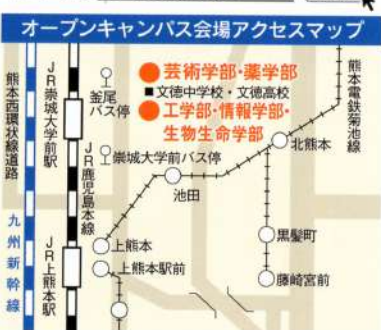 オープンキャンパス会場アクセスマップ
熊本西環状線道路
九州新幹線
JR崇城大学前駅
JR上熊本駅
JR鹿児島本線
釜尾
バス停
崇城大学前バス停
芸術学部・薬学部
■文徳中学校・文徳高校
工学部・情報学部・
生物生命学部
熊本電鉄菊池線
北熊本
池田
上熊本
上熊本駅前
黒髪町
藤崎宮前